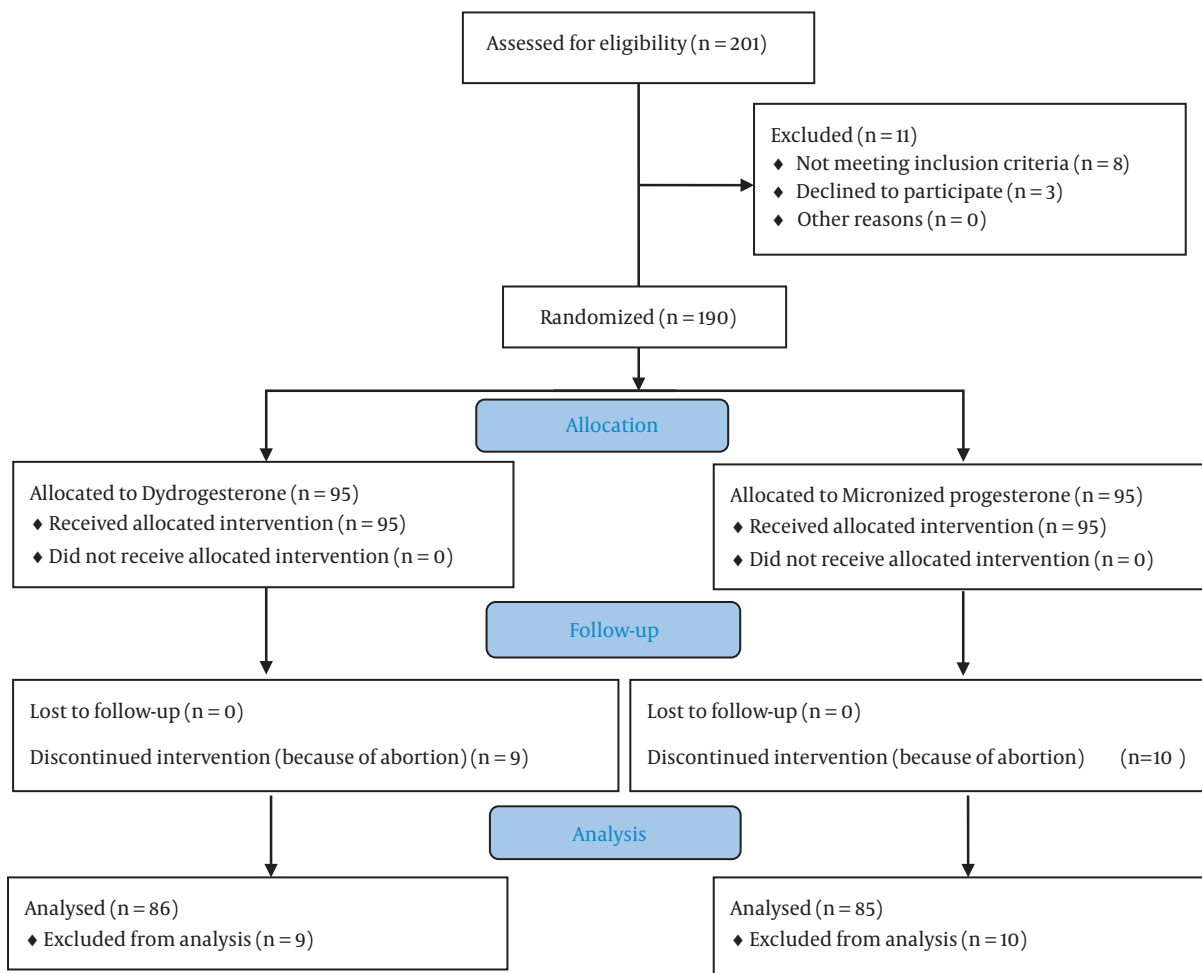 Assessed for eligibility (n = 201)
Excluded (n = 11)
♦ Not meeting inclusion criteria (n = 8)
♦ Declined to participate (n = 3)
♦ Other reasons (n = 0)
Randomized (n = 190)
Allocation
Allocated to Dydrogesterone (n = 95)
♦ Received allocated intervention (n = 95)
♦ Did not receive allocated intervention (n = 0)
Allocated to Micronized progesterone (n = 95)
♦ Received allocated intervention (n = 95)
♦ Did not receive allocated intervention (n = 0)
Follow-up
Lost to follow-up (n = 0)
Discontinued intervention (because of abortion) (n = 9)
Lost to follow-up (n = 0)
Discontinued intervention (because of abortion) (n=10 )
Analysis
Analysed (n = 86)
♦ Excluded from analysis (n = 9)
Analysed (n = 85)
♦ Excluded from analysis (n = 10)